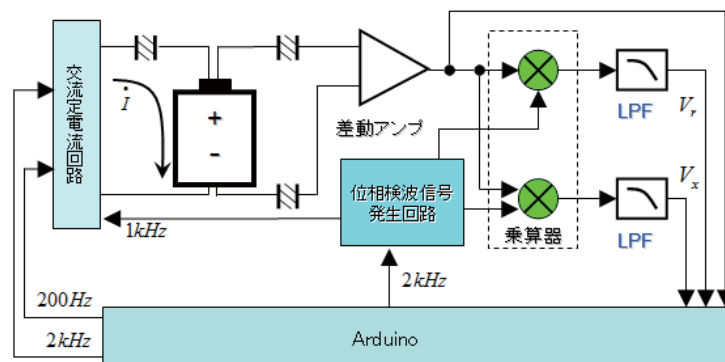 交流定電流回路
İ
+
-
差動アンプ
LPF
V_r
位相検波信号
発生回路
V_x
乗算器
LPF
1kHz
2kHz
200Hz
2kHz
Arduino